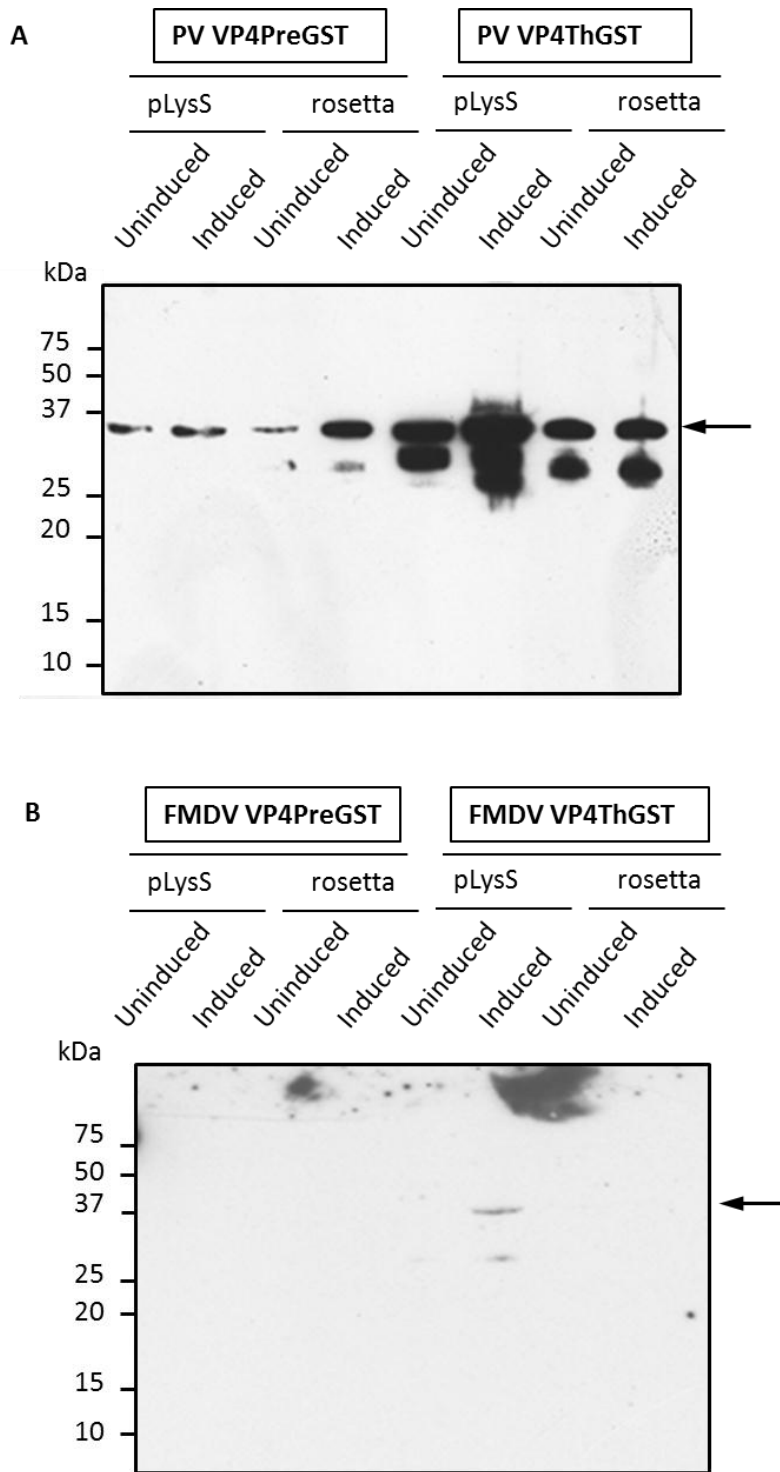 A
PV VP4PreGST PV VP4ThGST
pLysS rosetta pLysS rosetta
Uninduced Induced Uninduced Induced Uninduced Induced Uninduced Induced
kDa
75
50
37
25
20
15
10
B
FMDV VP4PreGST FMDV VP4ThGST
pLysS rosetta pLysS rosetta
Uninduced Induced Uninduced Induced Uninduced Induced Uninduced Induced
kDa
75
50
37
25
20
15
10